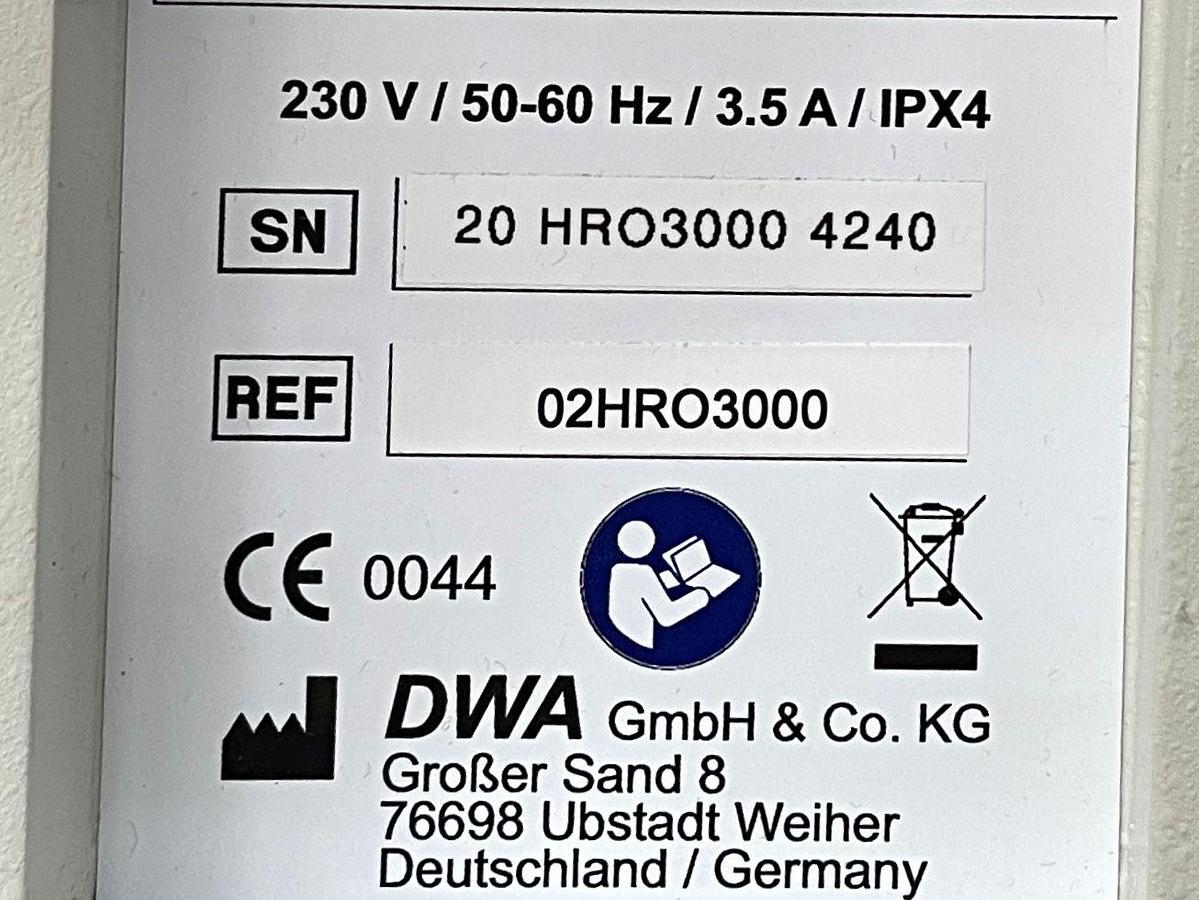 230 V / 50-60 Hz / 3.5 A / IPX4
SN 20 HRO3000 4240
REF 02HRO3000
CE 0044
DWA GmbH & Co. KG
Großer Sand 8
76698 Ubstadt Weiher
Deutschland / Germany